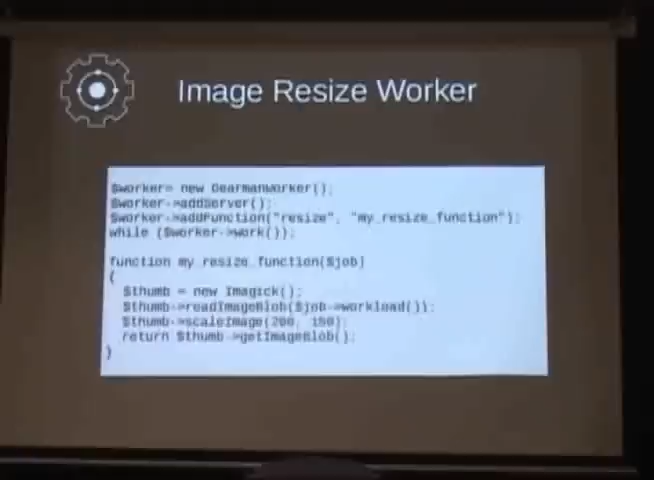 Image Resize Worker
$worker= new GearmanWorker();
$worker->addServer();
$worker->addFunction("resize", "my_resize_function");
while ($worker->work());
function my_resize_function($job)
{
$thumb = new Imagick();
$thumb->readImageBlob($job->workload());
$thumb->scaleImage(200, 150);
return $thumb->getImageBlob();
}